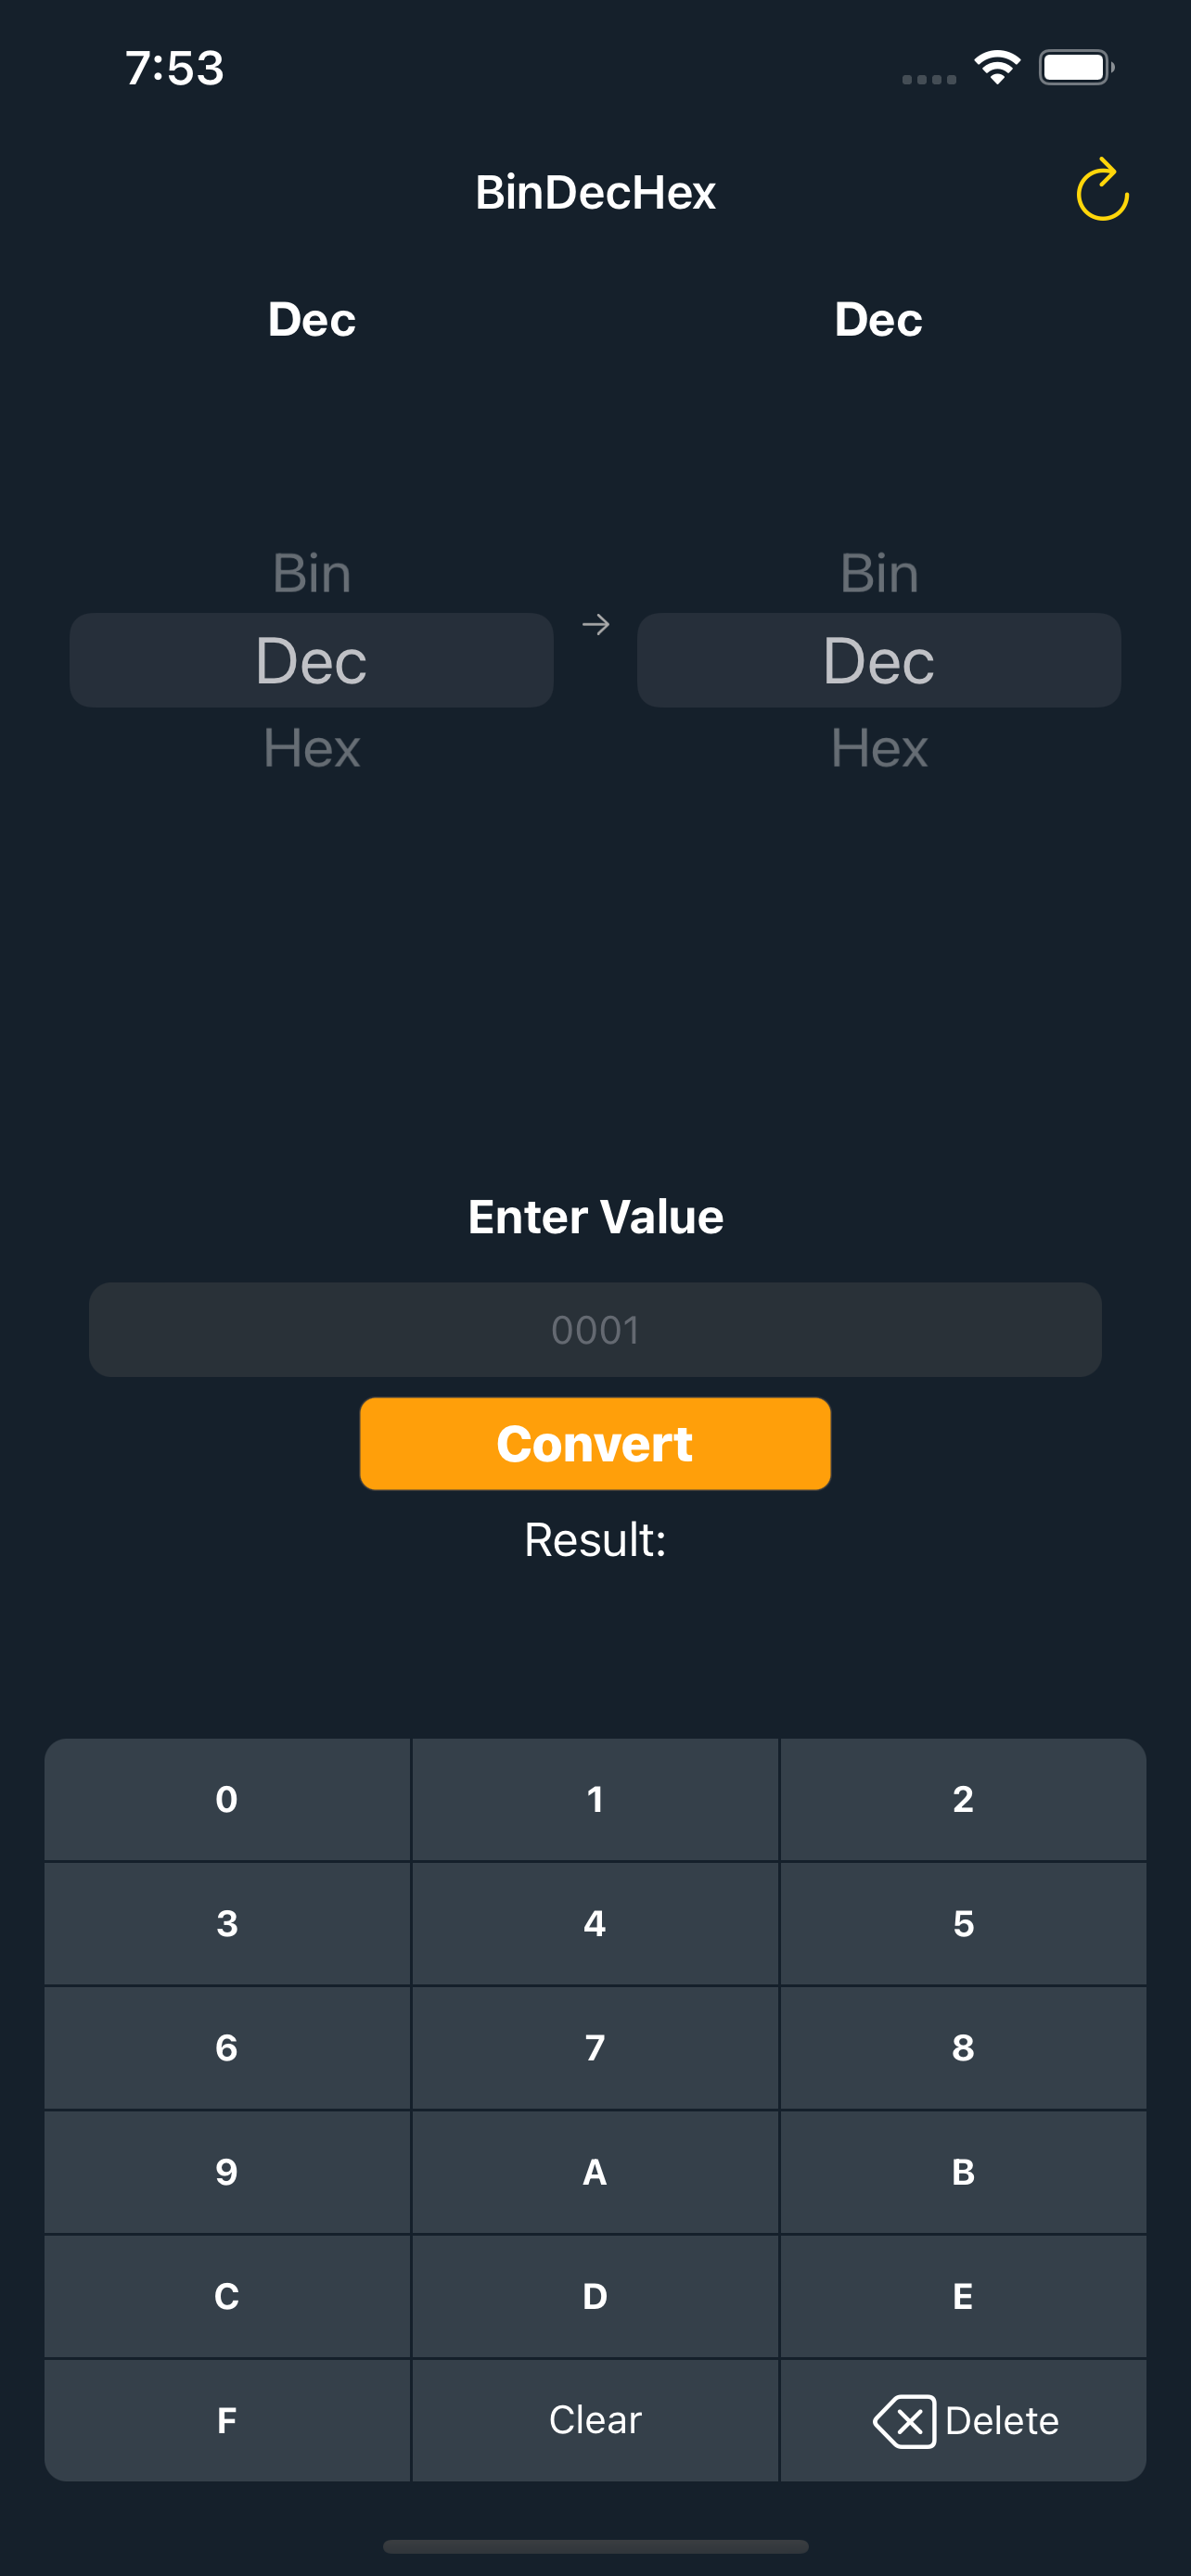 7:53
BinDecHex
Dec Dec
Bin Bin
Dec → Dec
Hex Hex
Enter Value
0001
Convert
Result:
0 1 2
3 4 5
6 7 8
9 A B
C D E
F Clear Delete